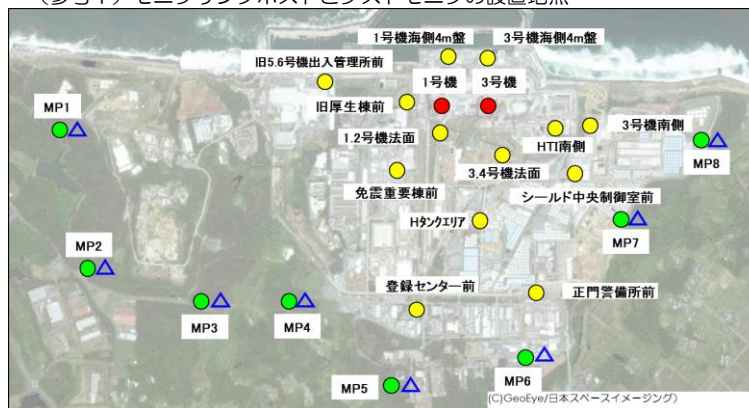 (参考1)モニタリングポストとダストモニタの設置地点
1号機海側4m盤
3号機海側4m盤
旧5.6号機出入管理所前
1号機
3号機
MP1
旧厚生棟前
1.2号機法面
3号機南側
HTI南側
MP8
3.4号機法面
免震重要棟前
シールド中央制御室前
Hタンクエリア
MP7
MP2
登録センター前
正門警備所前
MP3
MP4
MP6
MP5
(C)GeoEye/日本スペースイメージング)